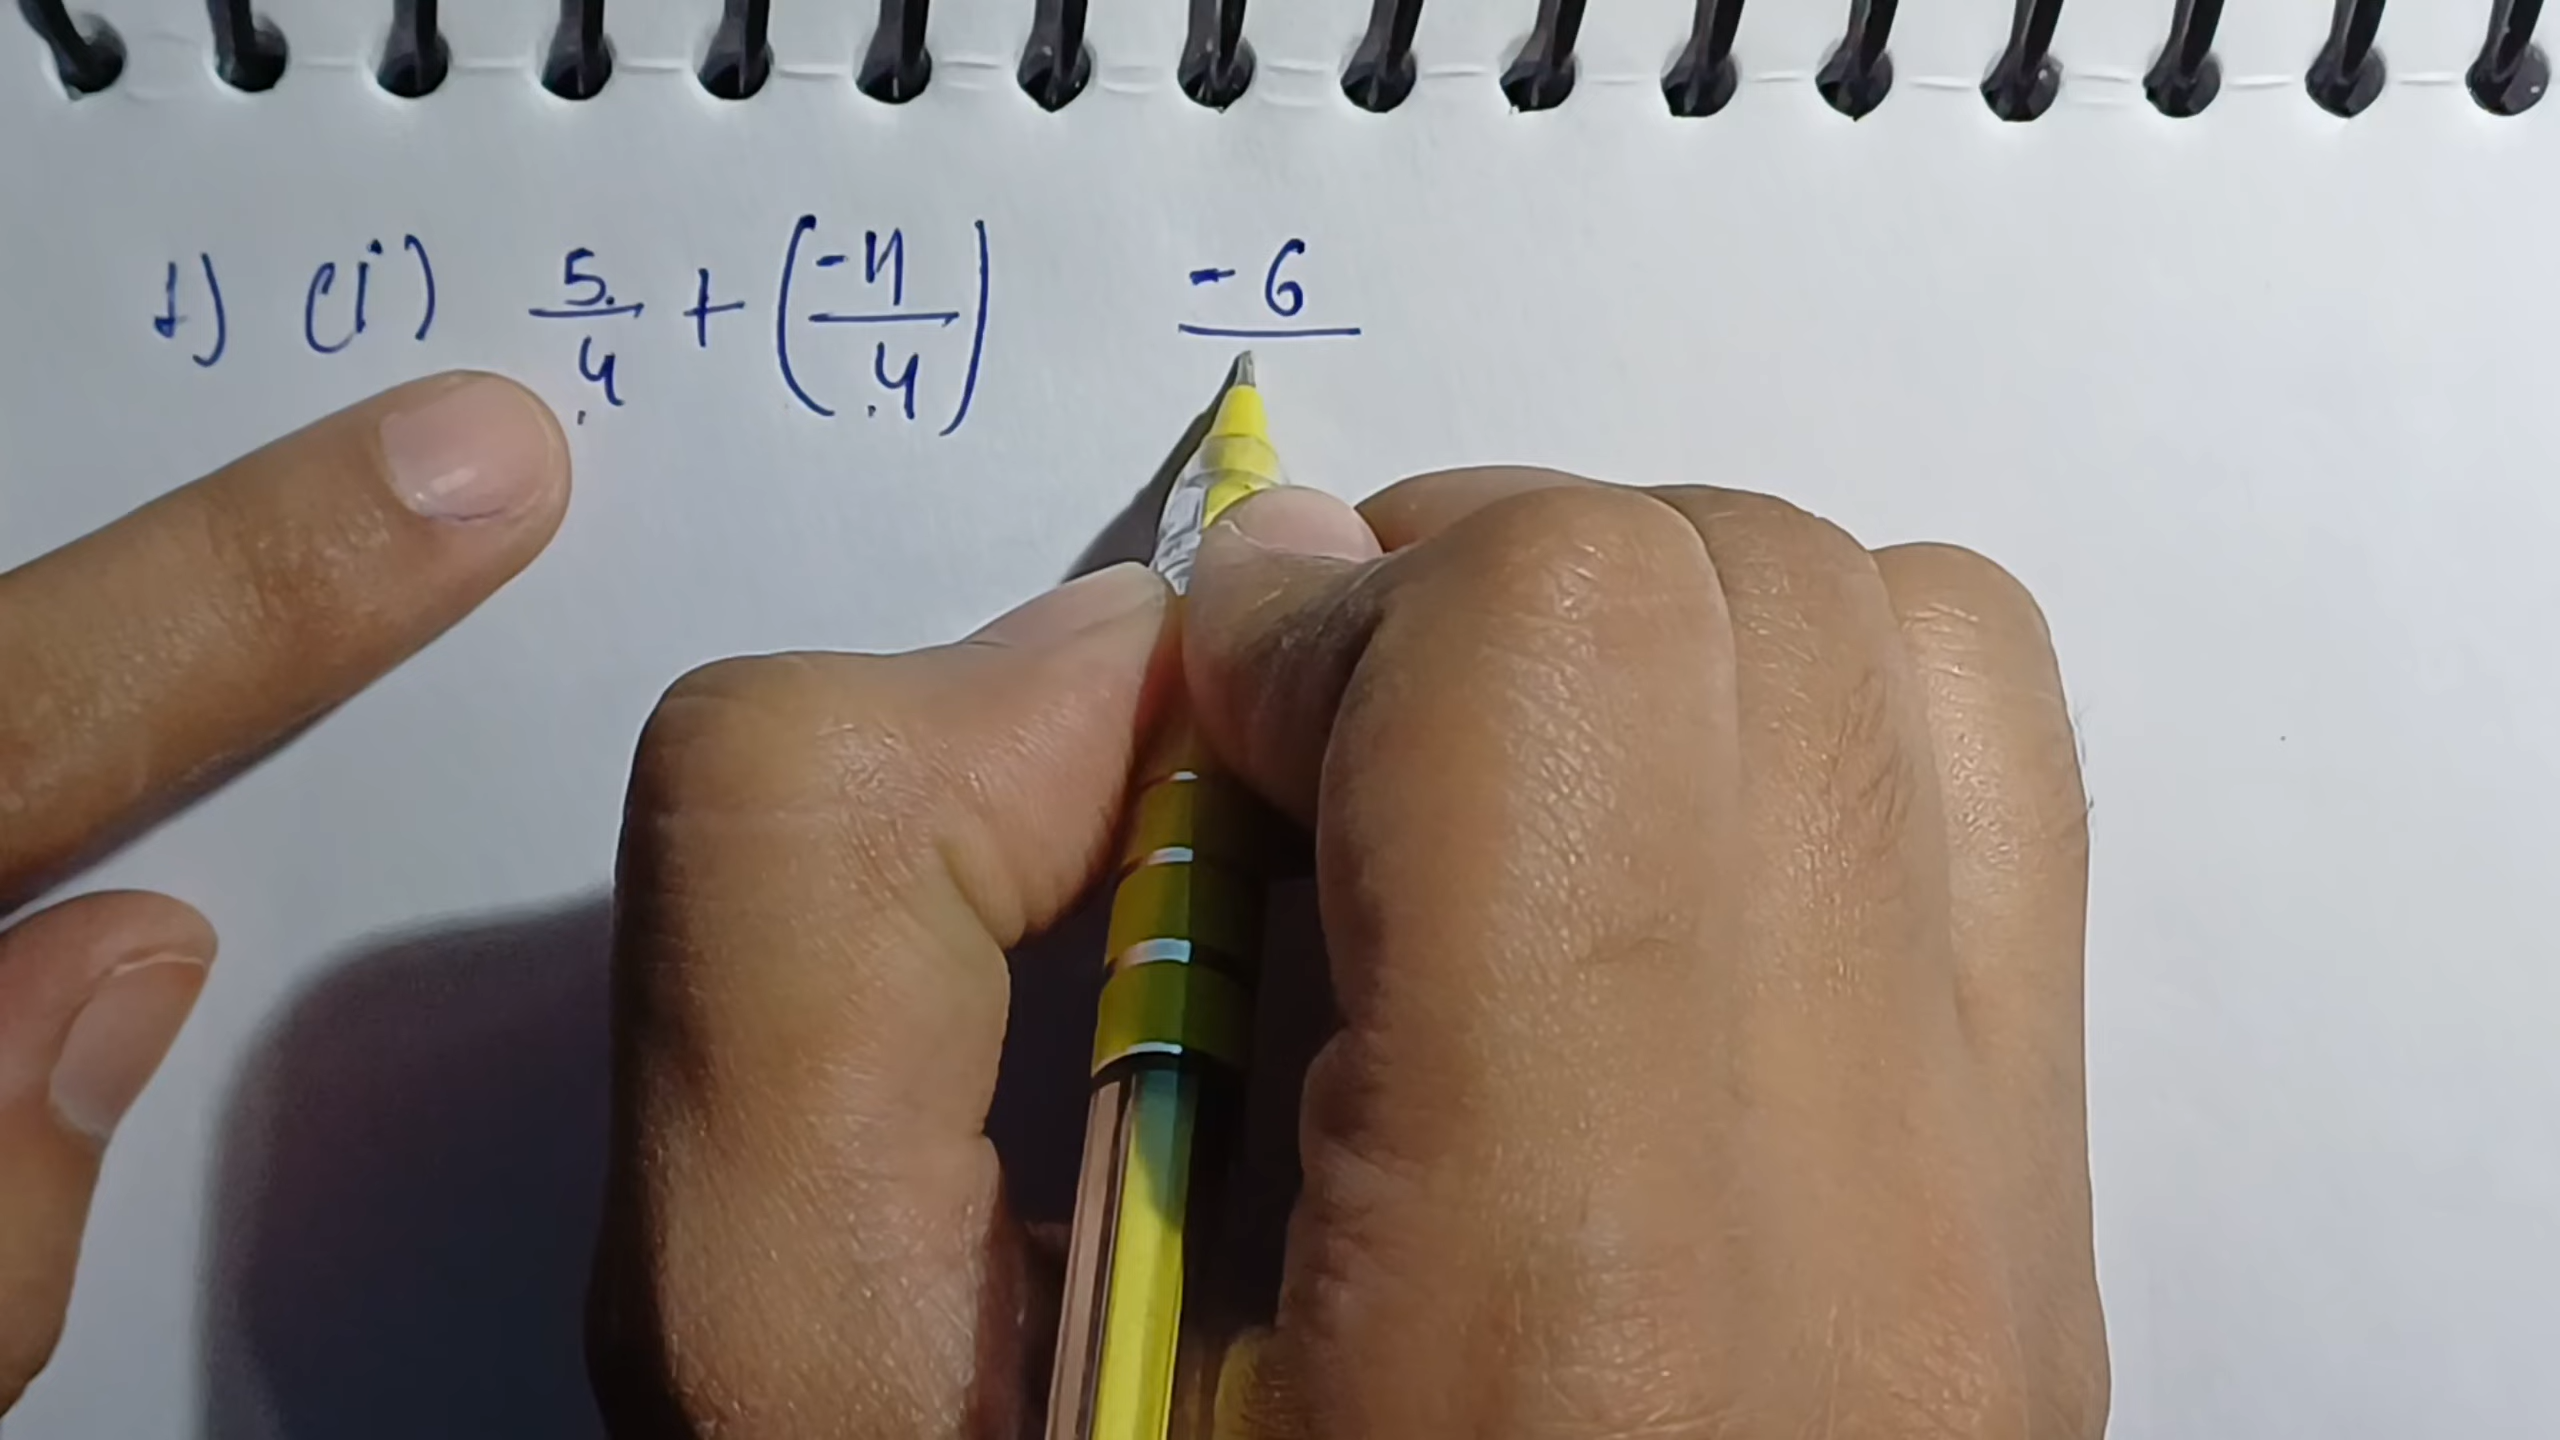 1) (i) 5/4 + (-11/4) -6/